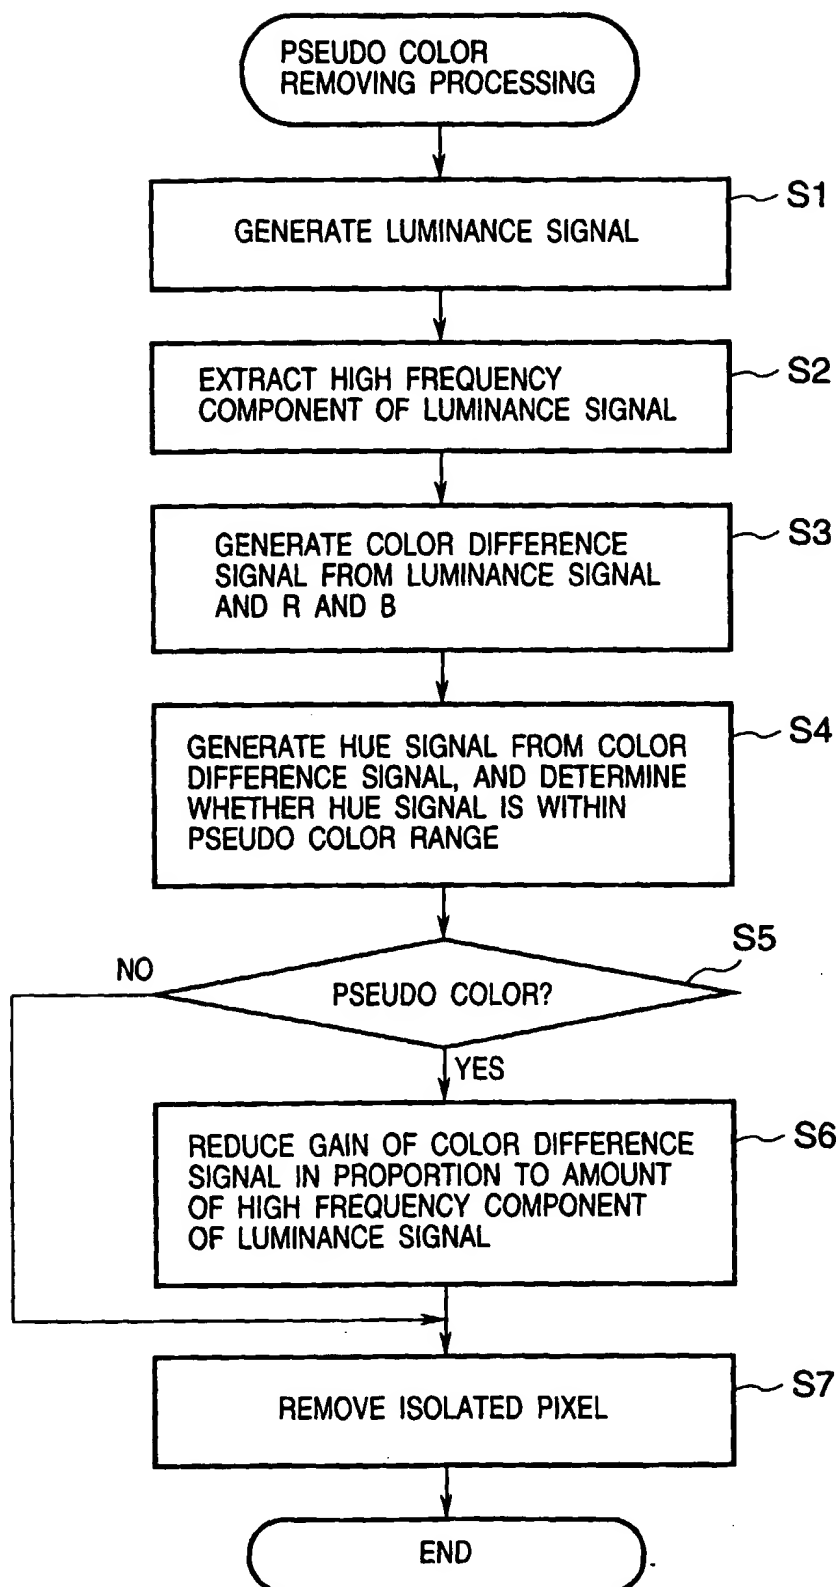 PSEUDO COLOR
REMOVING PROCESSING
S1
GENERATE LUMINANCE SIGNAL
S2
EXTRACT HIGH FREQUENCY
COMPONENT OF LUMINANCE SIGNAL
S3
GENERATE COLOR DIFFERENCE
SIGNAL FROM LUMINANCE SIGNAL
AND R AND B
S4
GENERATE HUE SIGNAL FROM COLOR
DIFFERENCE SIGNAL, AND DETERMINE
WHETHER HUE SIGNAL IS WITHIN
PSEUDO COLOR RANGE
S5
NO
PSEUDO COLOR?
YES
S6
REDUCE GAIN OF COLOR DIFFERENCE
SIGNAL IN PROPORTION TO AMOUNT
OF HIGH FREQUENCY COMPONENT
OF LUMINANCE SIGNAL
S7
REMOVE ISOLATED PIXEL
END